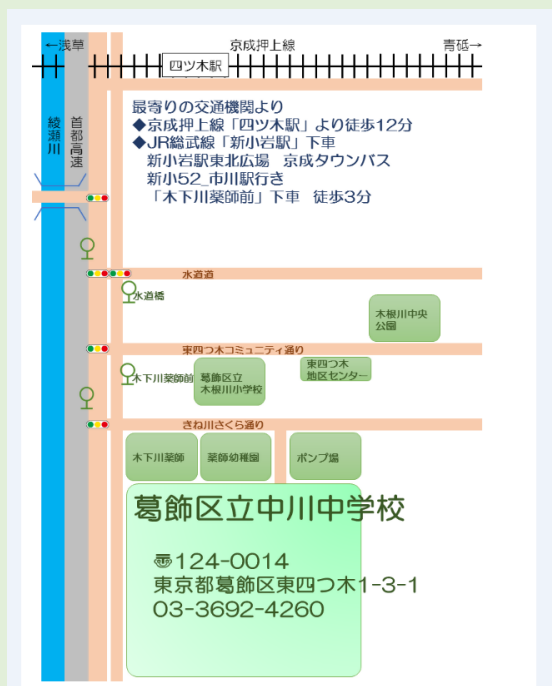 ←浅草
京成押上線
青砥→
四ツ木駅
綾瀬川
首都高速
最寄りの交通機関より
◆京成押上線「四ツ木駅」より徒歩12分
◆JR総武線「新小岩駅」下車
新小岩駅東北広場 京成タウンバス
新小52_市川駅行き
「木下川薬師前」下車 徒歩3分
水道道
水道橋
木根川中央
公園
東四つ木コミュニティ通り
木下川薬師前
葛飾区立
木根川小学校
東四つ木
地区センター
きね川さくら通り
木下川薬師
薬師幼稚園
ポンプ場
葛飾区立中川中学校
〠124-0014
東京都葛飾区東四つ木1-3-1
03-3692-4260